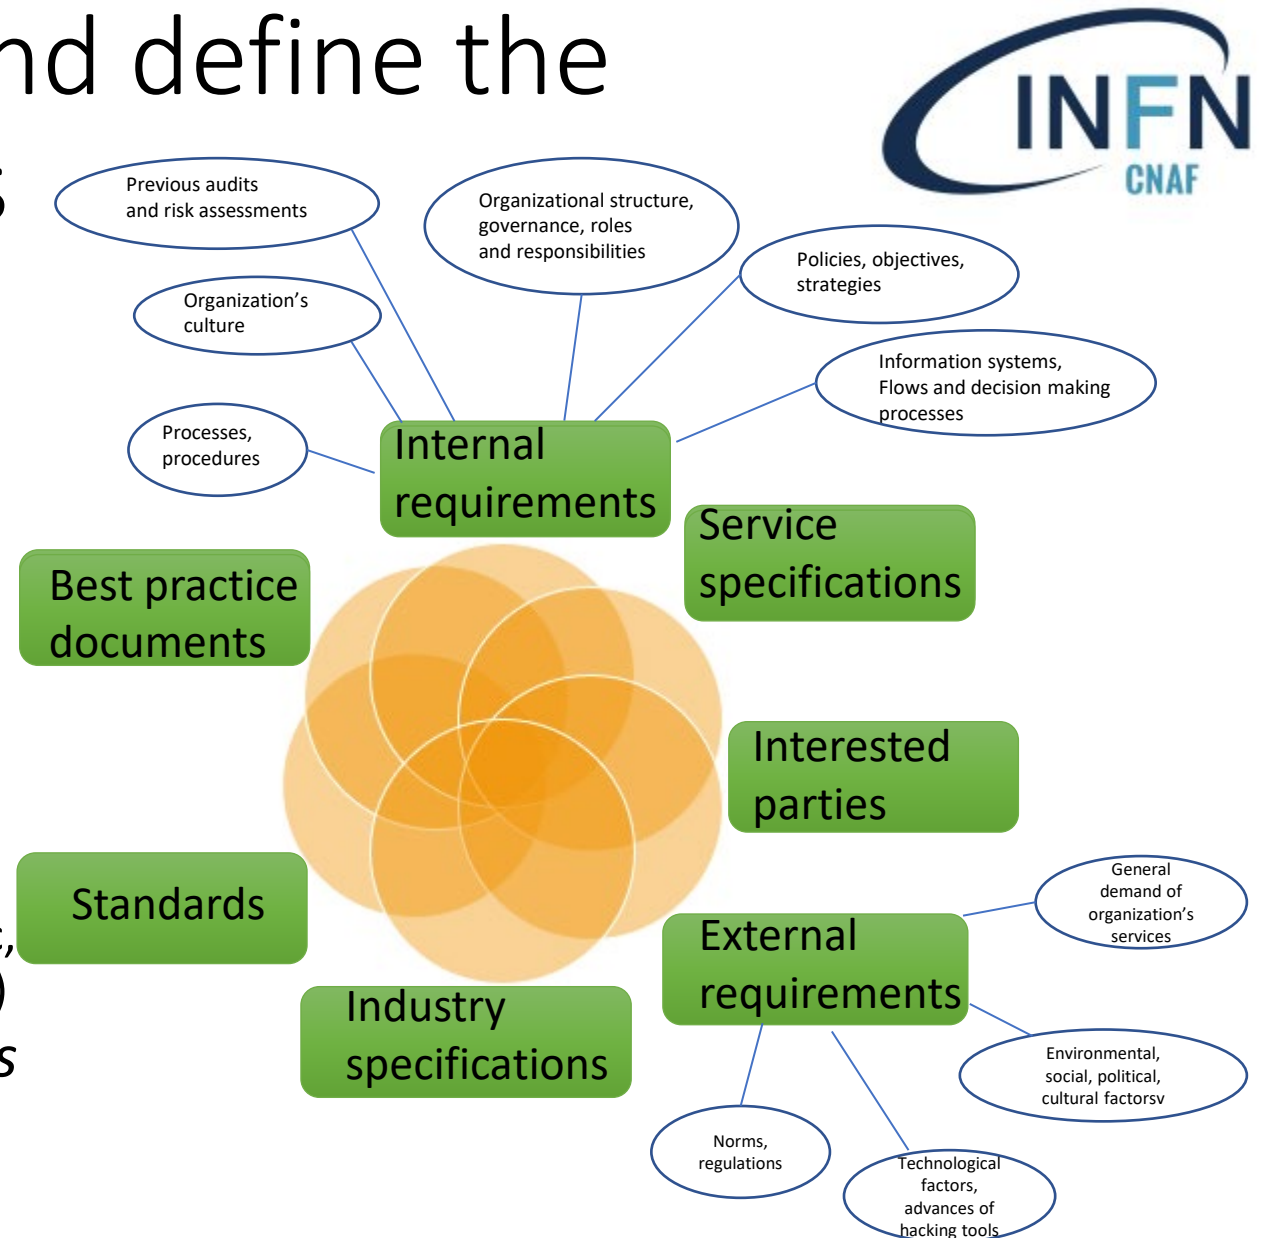 nd define the
INFN
CNAF
s
Previous audits
and risk assessments
Organizational structure,
governance, roles
and responsibilities
Policies, objectives,
strategies
Organization’s
culture
Information systems,
Flows and decision making
processes
Processes,
procedures
Internal
requirements
Service
specifications
Best practice
documents
Interested
parties
Standards
,
)
s
General
demand of
organization’s
services
External
requirements
Industry
specifications
Environmental,
social, political,
cultural factorsv
Norms,
regulations
Technological
factors,
advances of
hacking tools